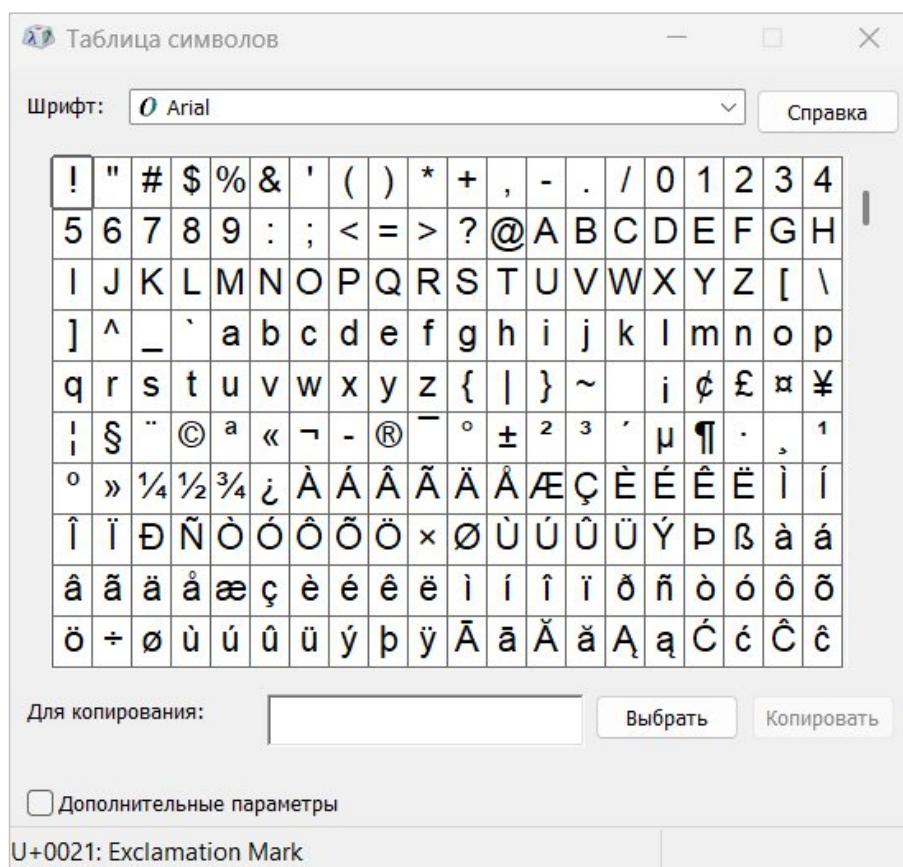 Таблица символов
Шрифт: Arial Справка
! " # $ % & ' ( ) * + , - . / 0 1 2 3 4
5 6 7 8 9 : ; < = > ? @ A B C D E F G H
I J K L M N O P Q R S T U V W X Y Z [ \
] ^ _ ` a b c d e f g h i j k l m n o p
q r s t u v w x y z { | } ~   ¡ ¢ £ ¤ ¥
¦ § ¨ © ª « ¬ - ® ¯ ° ± ² ³ ´ µ ¶ · ¸ ¹
º » ¼ ½ ¾ ¿ À Á Â Ã Ä Å Æ Ç È É Ê Ë Ì Í
Î Ï Ð Ñ Ò Ó Ô Õ Ö × Ø Ù Ú Û Ü Ý Þ ß à á
â ã ä å æ ç è é ê ë ì í î ï ð ñ ò ó ô õ
ö ÷ ø ù ú û ü ý þ ÿ Ā ā Ă ă Ą ą Ć ć Ĉ ĉ
Для копирования: Выбрать Копировать
Дополнительные параметры
U+0021: Exclamation Mark